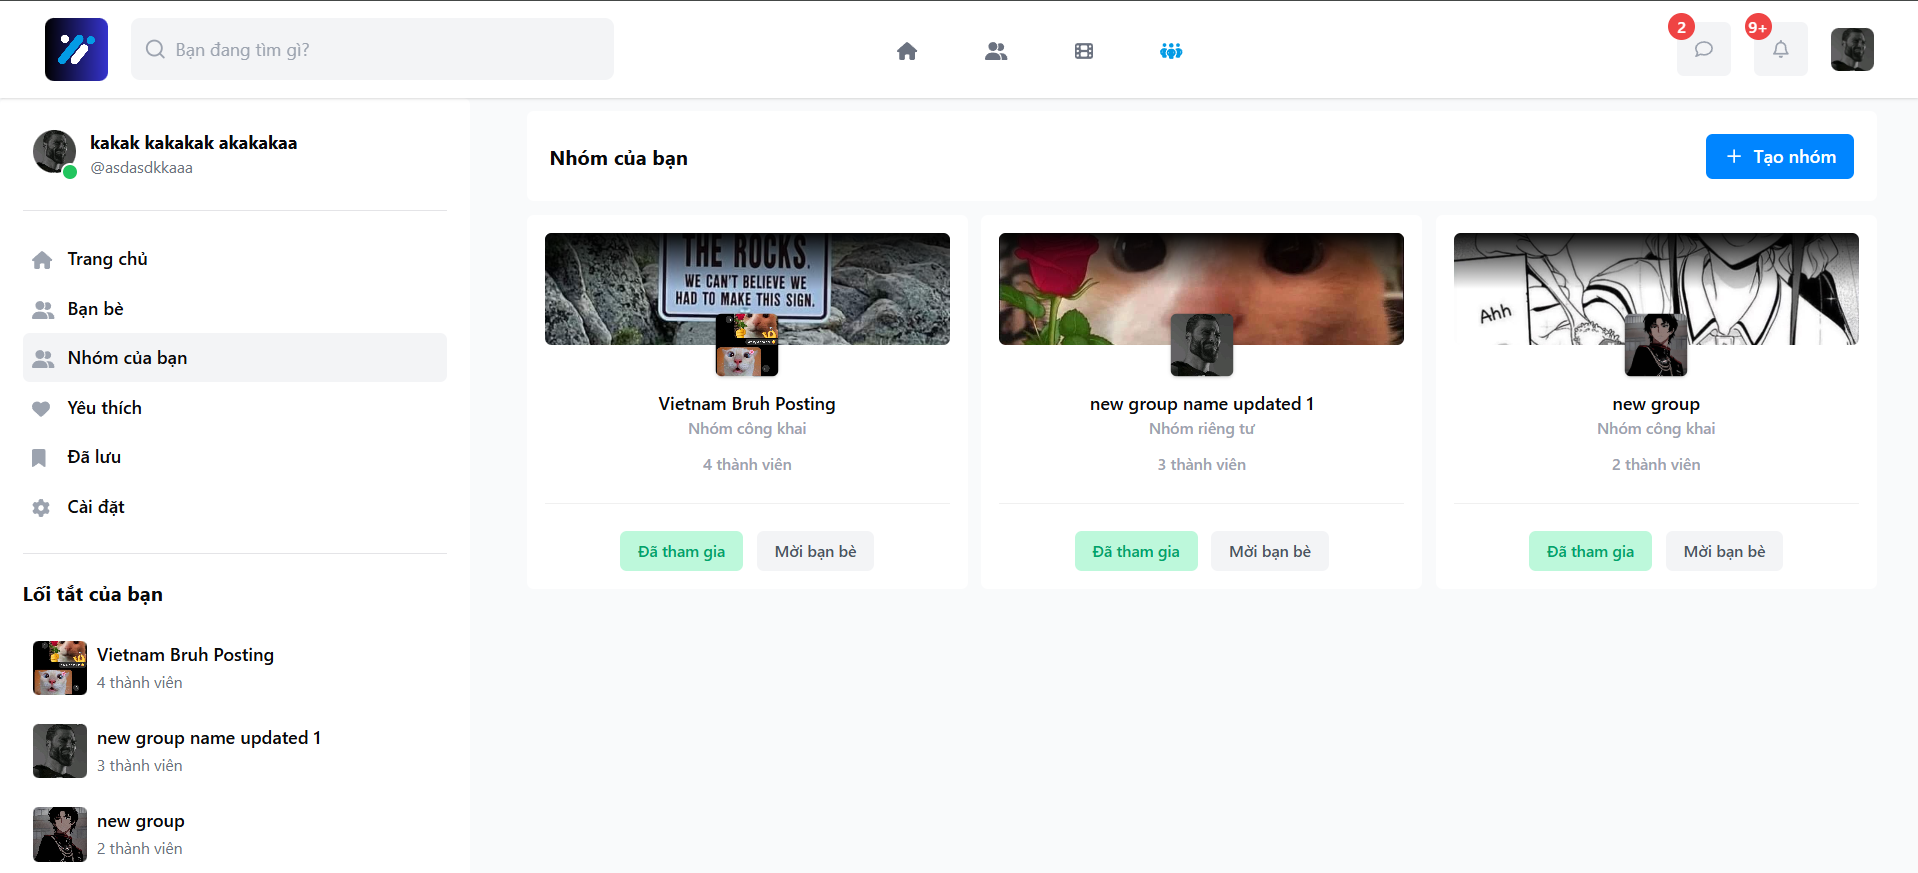 Bạn đang tìm gì?
2
9+
kakak kakakak akakakaa
@asdasdkkaaa
Trang chủ
Bạn bè
Nhóm của bạn
Yêu thích
Đã lưu
Cài đặt
Lối tắt của bạn
Vietnam Bruh Posting
4 thành viên
new group name updated 1
3 thành viên
new group
2 thành viên
Nhóm của bạn
Tạo nhóm
THE ROCKS.
WE CAN'T BELIEVE WE
HAD TO MAKE THIS SIGN.
Vietnam Bruh Posting
Nhóm công khai
4 thành viên
Đã tham gia
Mời bạn bè
new group name updated 1
Nhóm riêng tư
3 thành viên
Đã tham gia
Mời bạn bè
Ahh
new group
Nhóm công khai
2 thành viên
Đã tham gia
Mời bạn bè